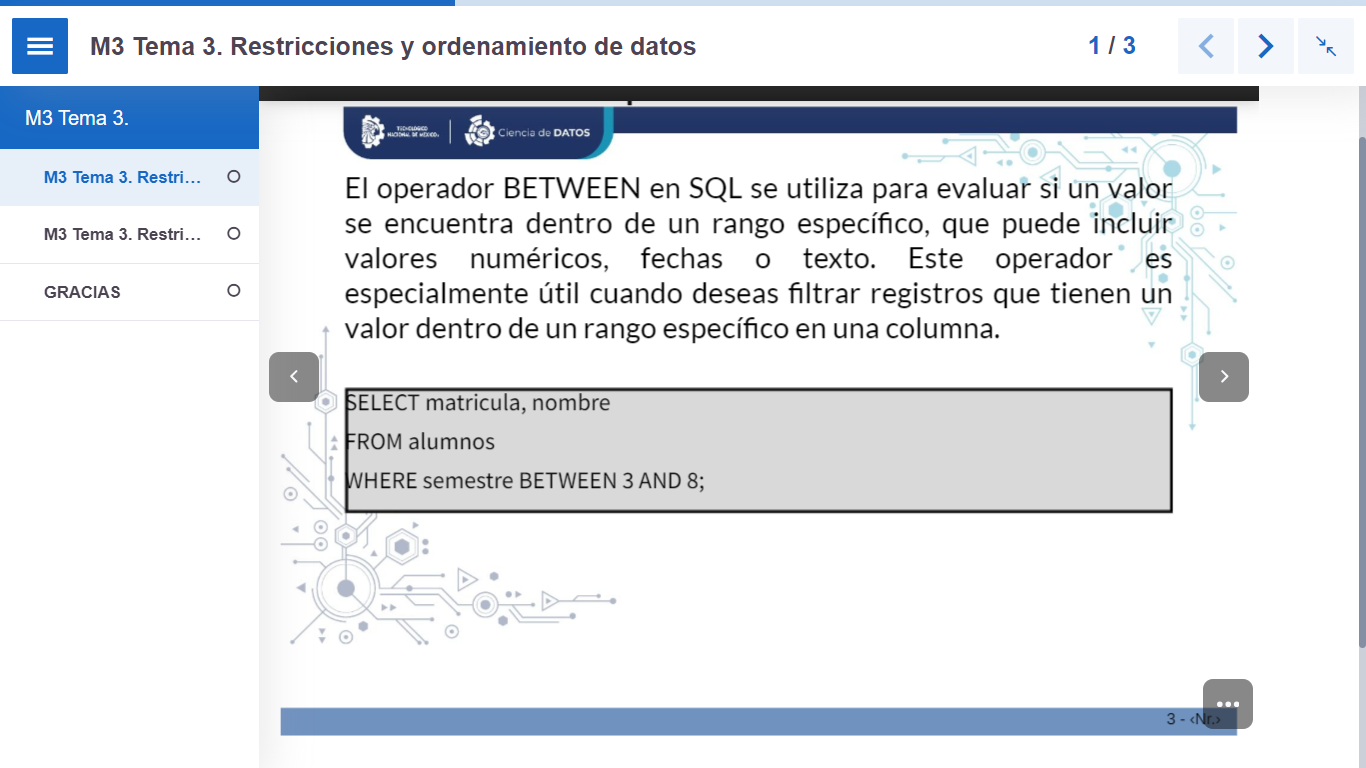 M3 Tema 3. Restricciones y ordenamiento de datos
1 / 3
M3 Tema 3.
M3 Tema 3. Restri...
M3 Tema 3. Restri...
GRACIAS
TECNOLÓGICO
NACIONAL DE MÉXICO.
Ciencia de DATOS
El operador BETWEEN en SQL se utiliza para evaluar si un valor
se encuentra dentro de un rango específico, que puede incluir
valores numéricos, fechas o texto. Este operador es
especialmente útil cuando deseas filtrar registros que tienen un
valor dentro de un rango específico en una columna.
SELECT matricula, nombre
FROM alumnos
WHERE semestre BETWEEN 3 AND 8;
3 - ‹Nr.›